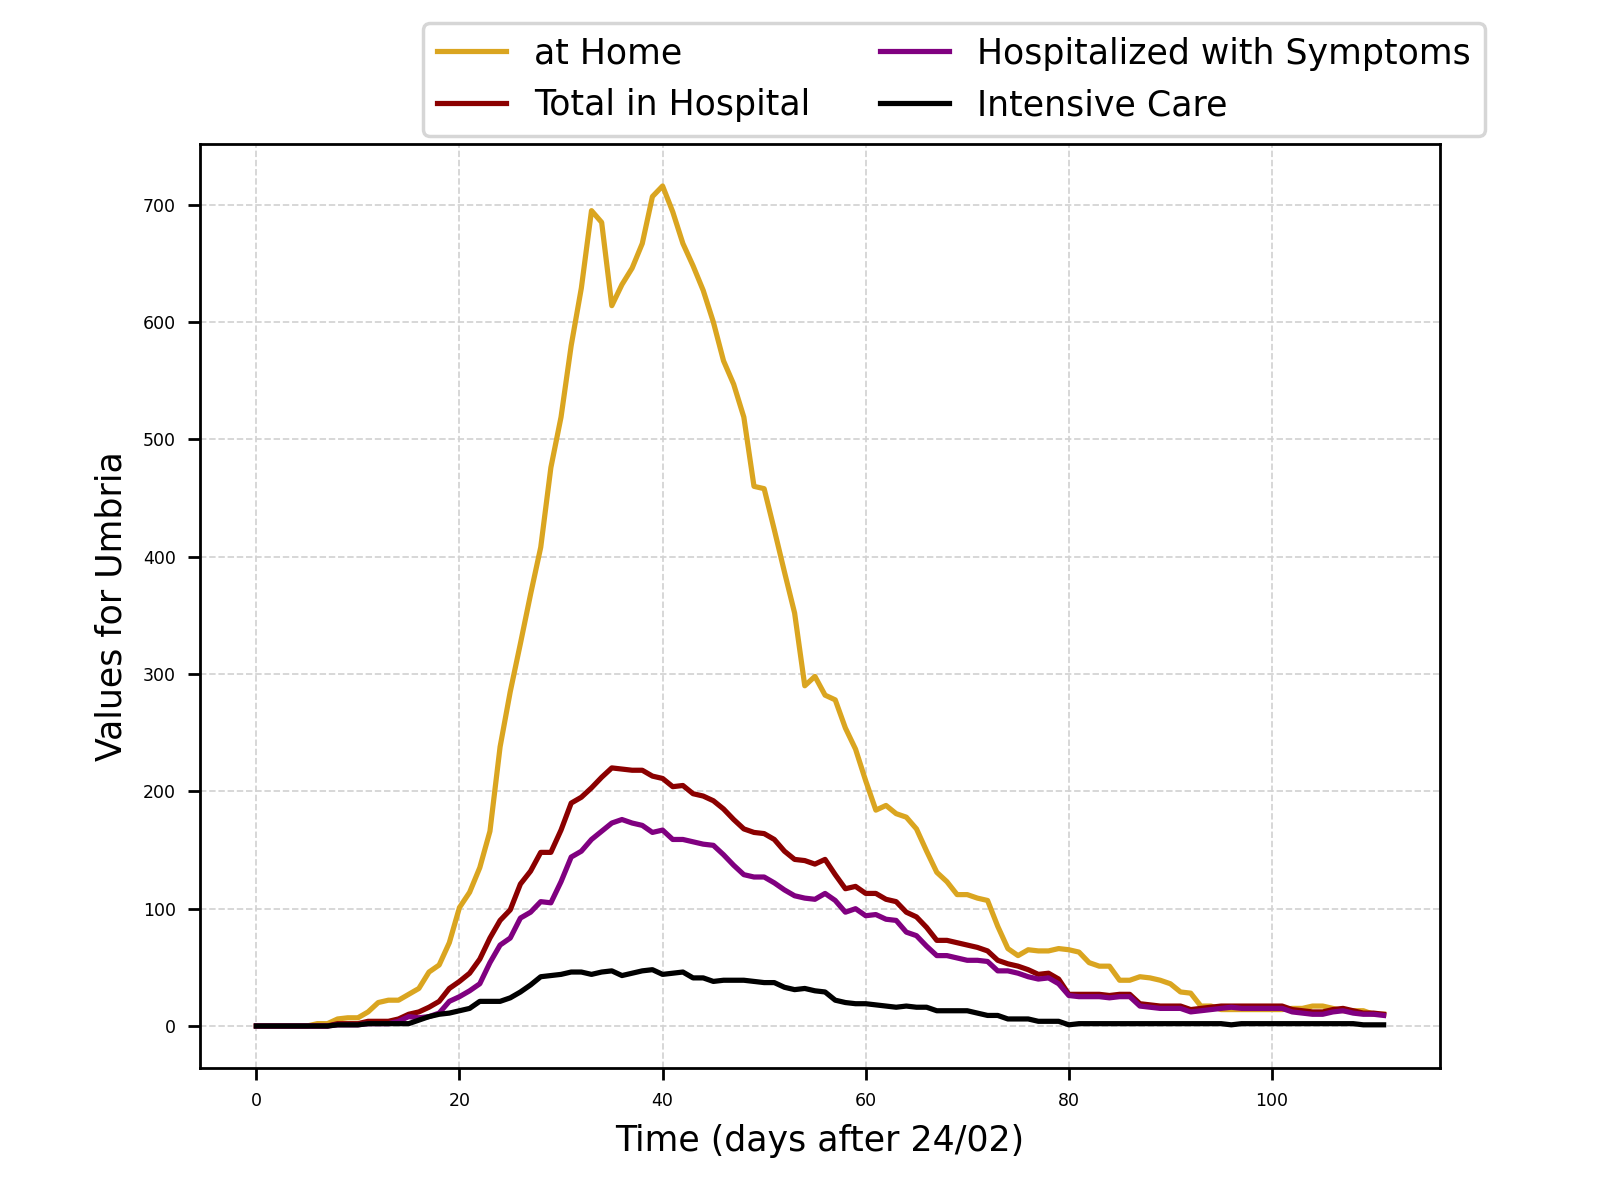 at Home
Total in Hospital
Hospitalized with Symptoms
Intensive Care
Values for Umbria
700
600
500
400
300
200
100
0
0 20 40 60 80 100
Time (days after 24/02)